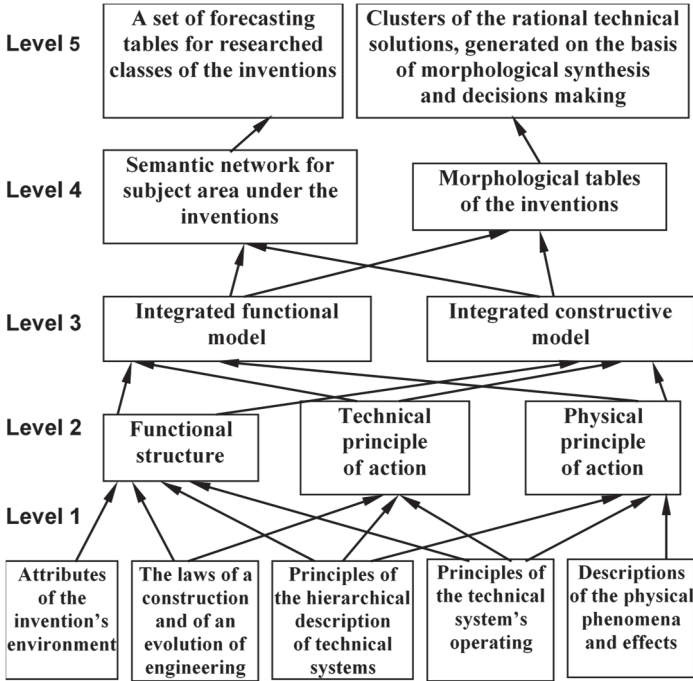 Level 5
A set of forecasting
tables for researched
classes of the inventions
Clusters of the rational technical
solutions, generated on the basis
of morphological synthesis
and decisions making
Level 4
Semantic network for
subject area under the
inventions
Morphological tables
of the inventions
Level 3
Integrated functional
model
Integrated constructive
model
Level 2
Functional
structure
Technical
principle
of action
Physical
principle
of action
Level 1
Attributes
of the
invention's
environment
The laws of a
construction
and of an
evolution of
engineering
Principles of
the hierarchical
description
of technical
systems
Principles of
the technical
system's
operating
Descriptions
of the physical
phenomena
and effects